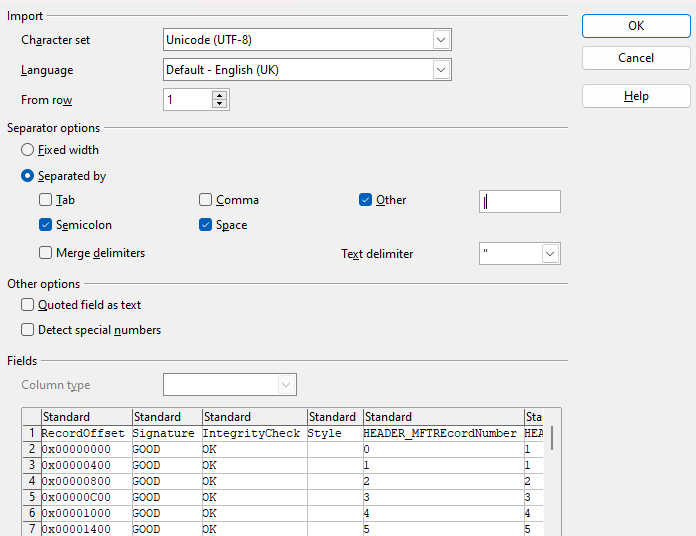 Import
OK
Character set Unicode (UTF-8)
Cancel
Language Default - English (UK)
From row 1
Help
Separator options
Fixed width
Separated by
Tab Comma Other |
Semicolon Space
Merge delimiters Text delimiter "
Other options
Quoted field as text
Detect special numbers
Fields
Column type
Standard Standard Standard Standard Standard Sta
1 RecordOffset Signature IntegrityCheck Style HEADER_MFTREcordNumber HEA
2 0x00000000 GOOD OK 0 1
3 0x00000400 GOOD OK 1 1
4 0x00000800 GOOD OK 2 2
5 0x00000C00 GOOD OK 3 3
6 0x00001000 GOOD OK 4 4
7 0x00001400 GOOD OK 5 5